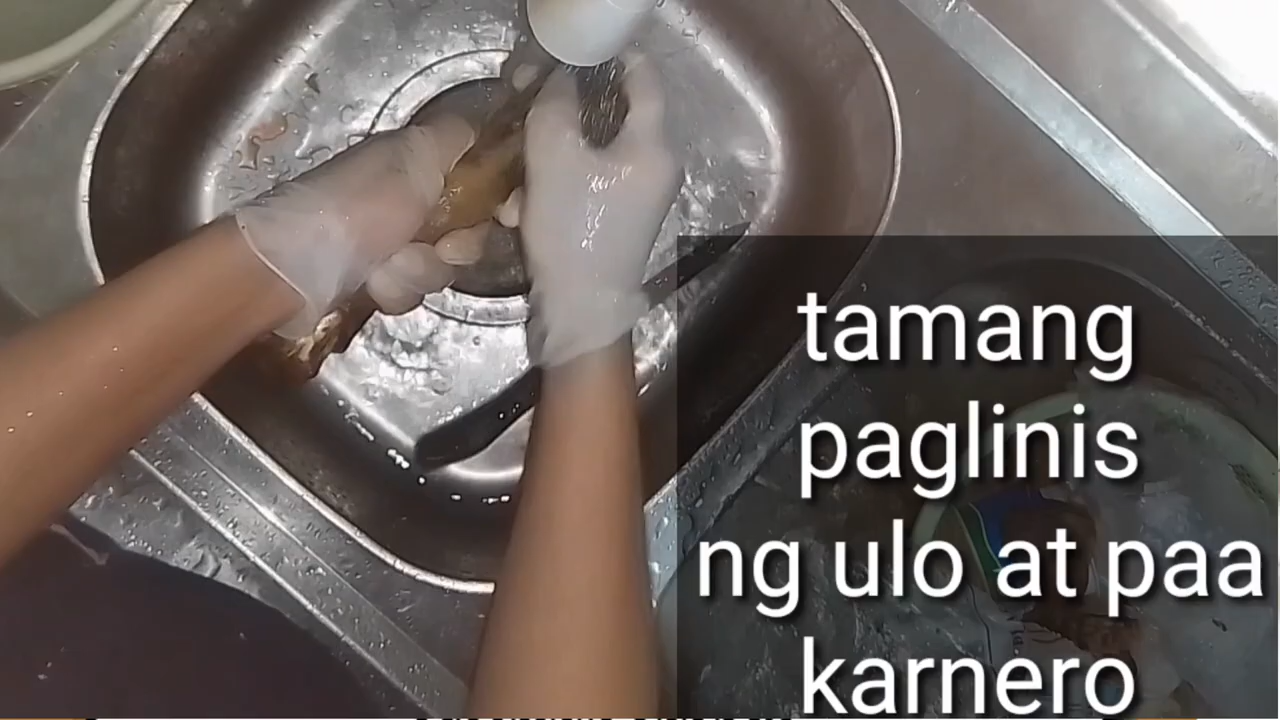 tamang
paglinis
ng ulo at paa
karnero